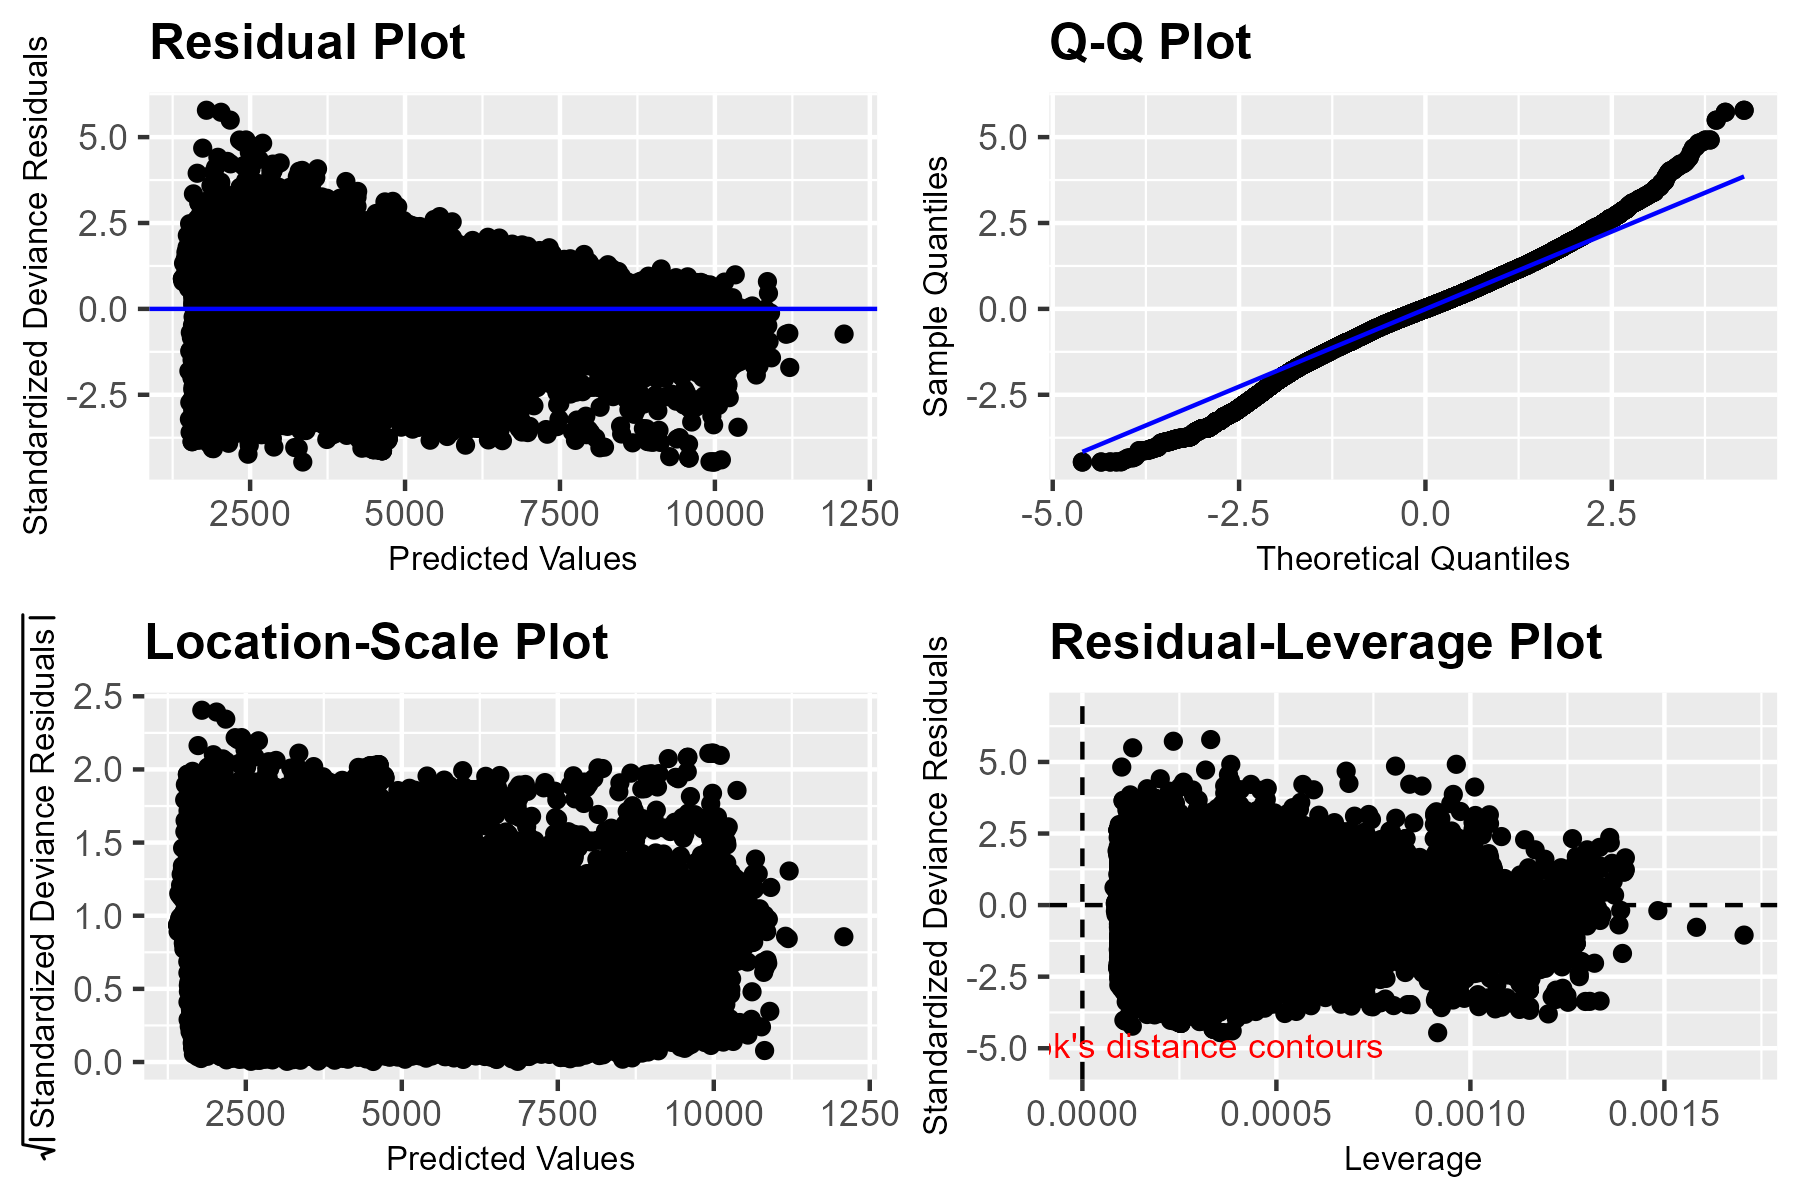 Residual Plot
Standardized Deviance Residuals
5.0
2.5
0.0
-2.5
2500
5000
7500
10000
1250
Predicted Values
Q-Q Plot
Sample Quantiles
5.0
2.5
0.0
-2.5
-5.0
-2.5
0.0
2.5
Theoretical Quantiles
Location-Scale Plot
√|Standardized Deviance Residuals|
2.5
2.0
1.5
1.0
0.5
0.0
2500
5000
7500
10000
1250
Predicted Values
Residual-Leverage Plot
Standardized Deviance Residuals
5.0
2.5
0.0
-2.5
-5.0
k's distance contours
0.0000
0.0005
0.0010
0.0015
Leverage